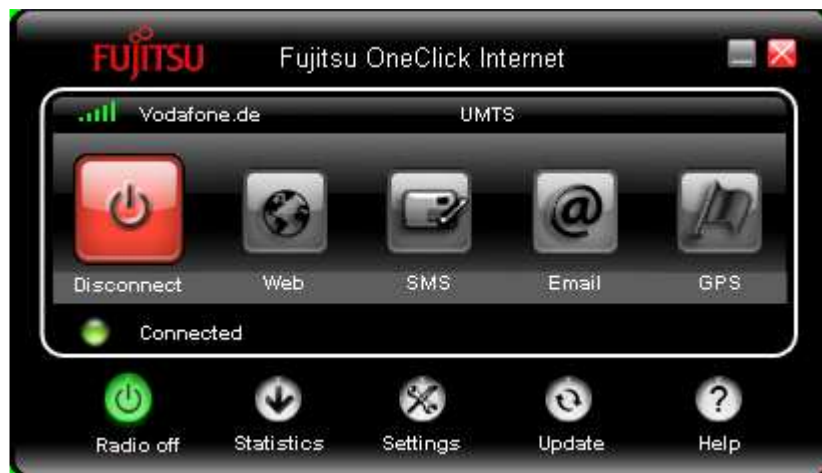 FUJITSU Fujitsu OneClick Internet
Vodafone.de UMTS
Disconnect Web SMS Email GPS
Connected
Radio off Statistics Settings Update Help